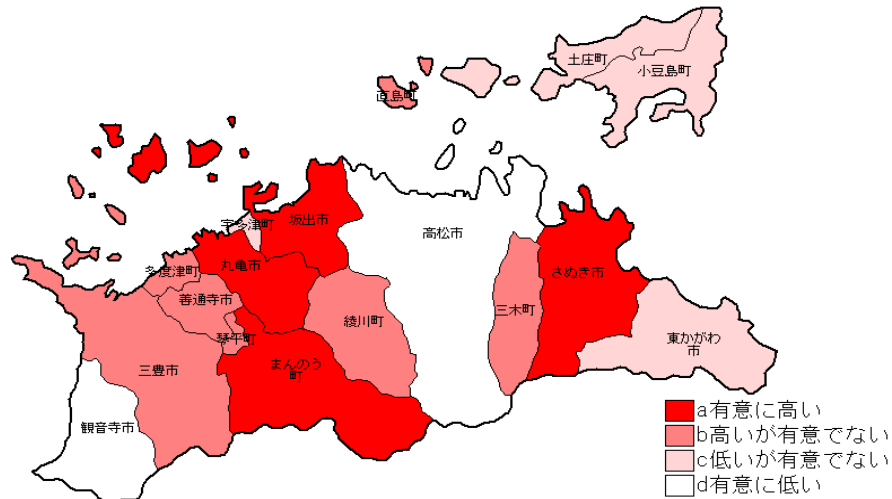 土庄町
小豆島町
直島町
宇多津町
坂出市
高松市
丸亀市
多度津町
さぬき市
善通寺市
三木町
綾川町
琴平町
東かがわ
市
まんのう
町
三豊市
観音寺市
a有意に高い
b高いが有意でない
c低いが有意でない
d有意に低い